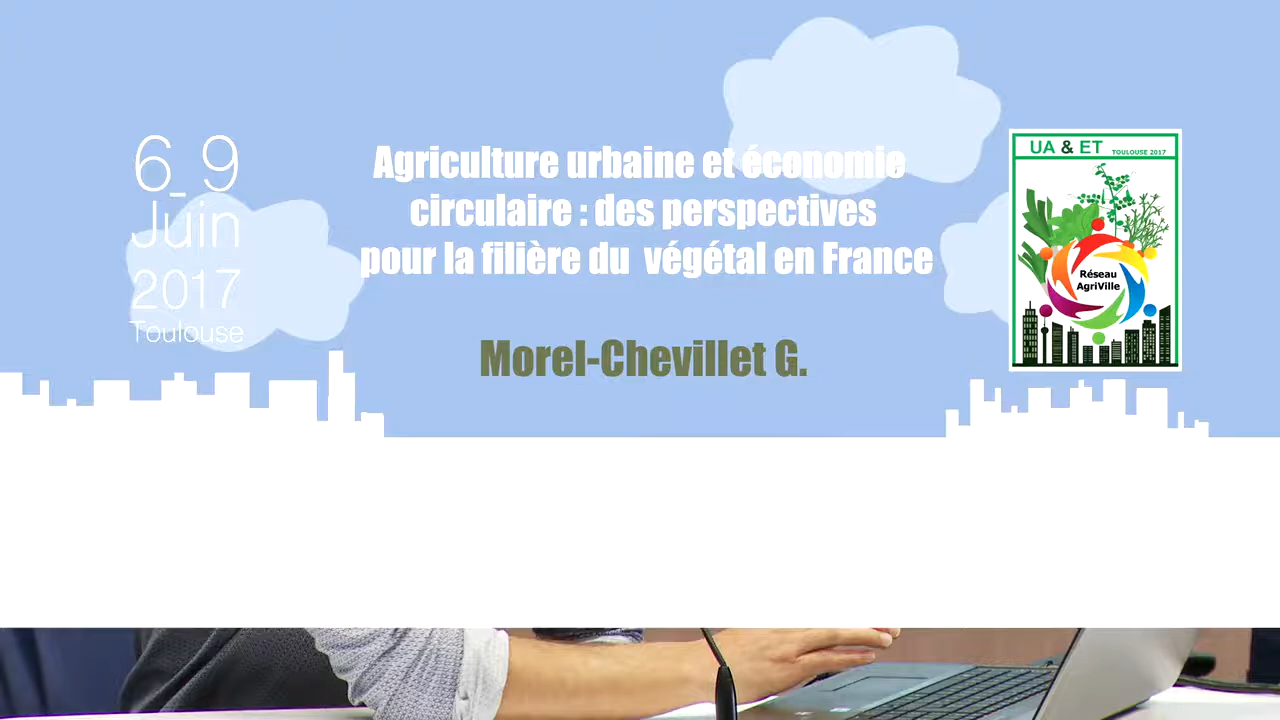 6_9
Juin
2017
Toulouse
Agriculture urbaine et économie
circulaire : des perspectives
pour la filière du végétal en France
Morel-Chevillet G.
UA & ET TOULOUSE 2017
Réseau
AgriVille